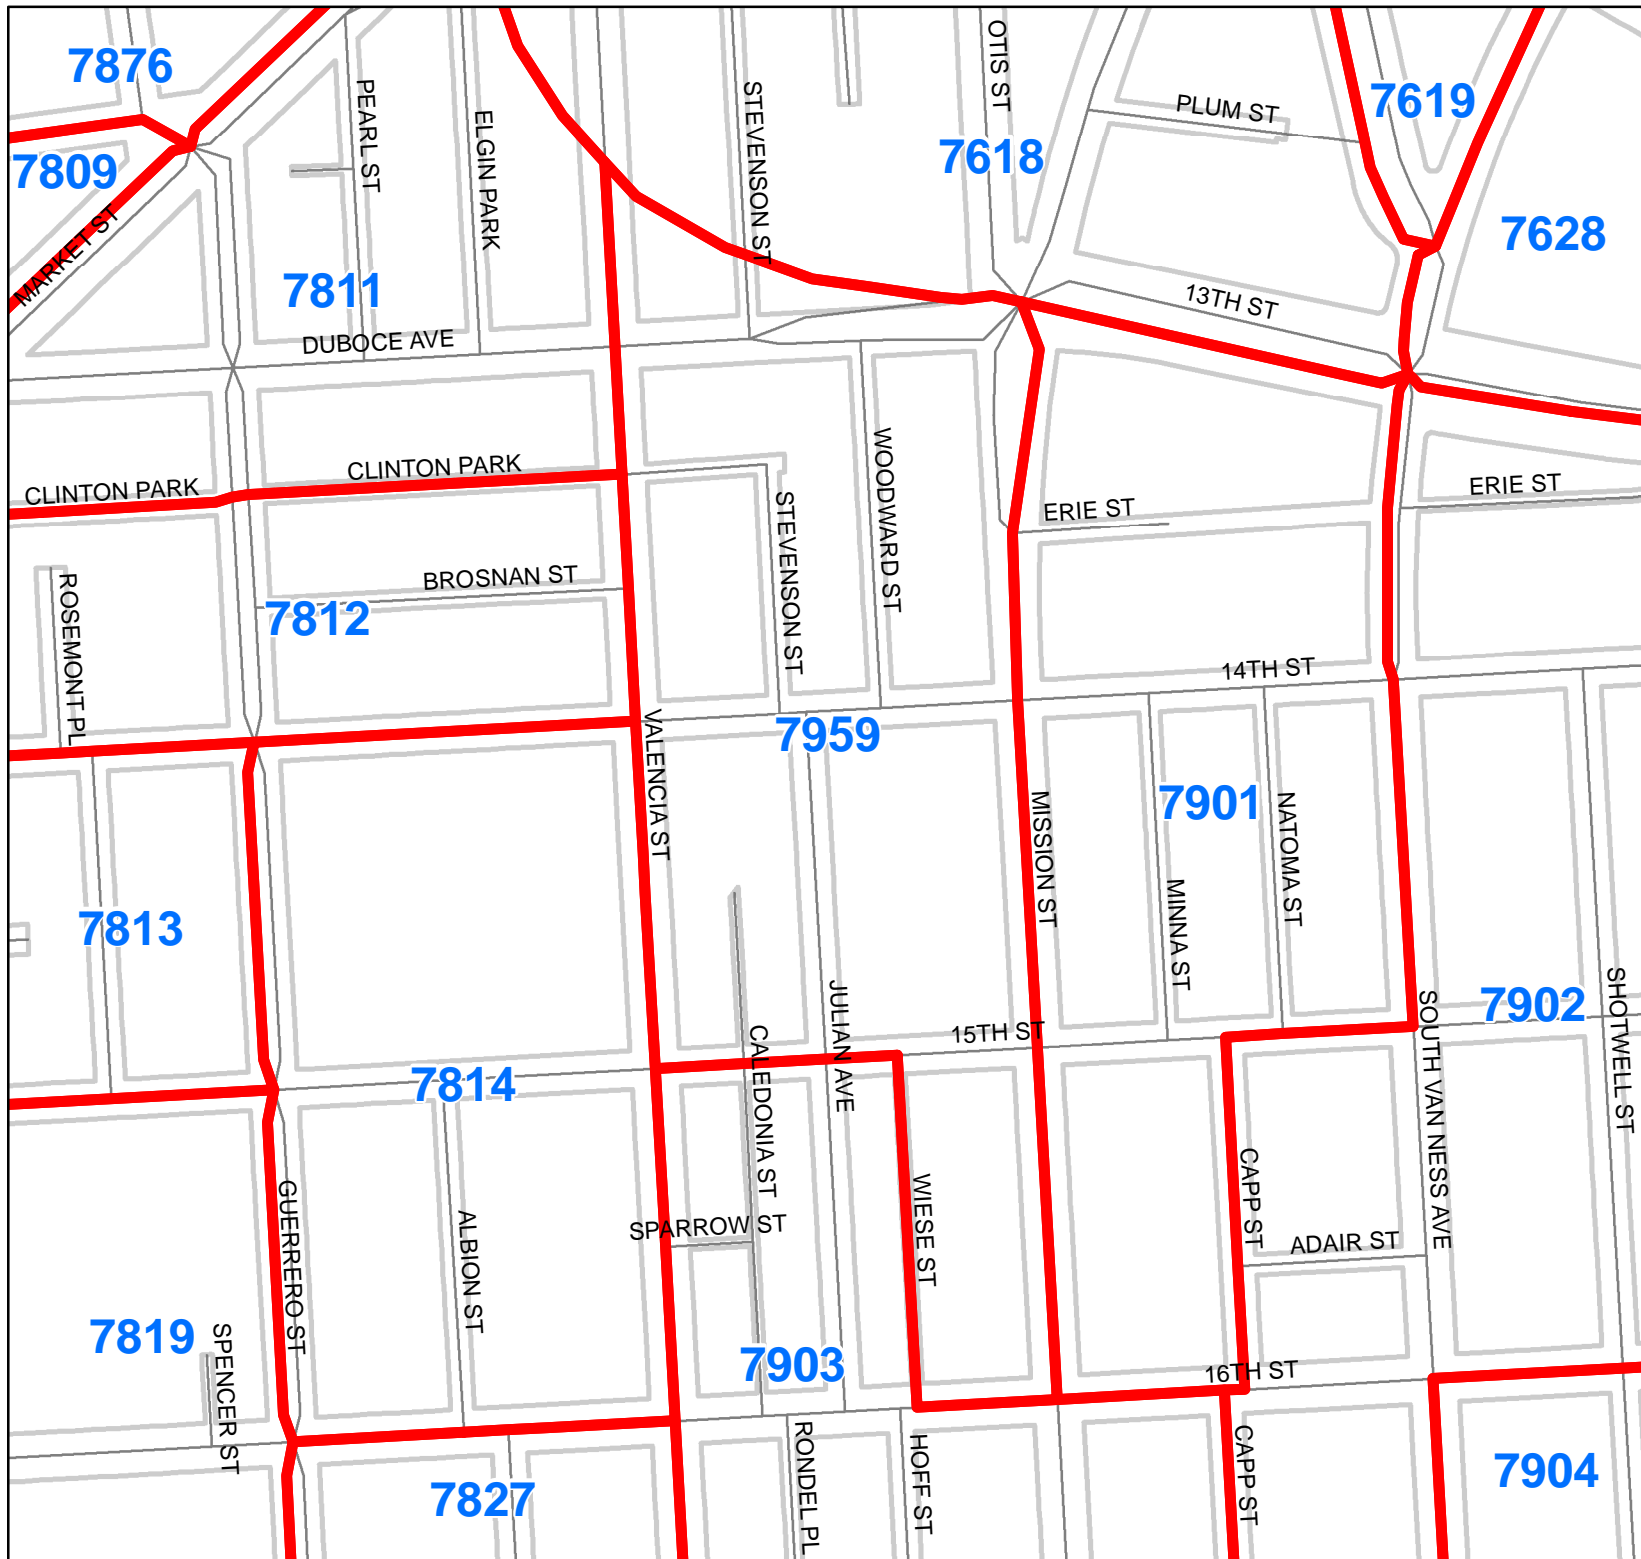 7876
7809
MARKET ST
PEARL ST
ELGIN PARK
7811
DUBOCE AVE
STEVENSON ST
OTIS ST
7618
PLUM ST
7619
7628
13TH ST
CLINTON PARK
CLINTON PARK
BROSNAN ST
7812
ROSEMONT PL
STEVENSON ST
WOODWARD ST
ERIE ST
ERIE ST
14TH ST
7959
VALENCIA ST
MISSION ST
7901
MINNA ST
NATOMA ST
7813
JULIAN AVE
CALEDONIA ST
15TH ST
SOUTH VAN NESS AVE
7902
SHOTWELL ST
7814
GUERRERO ST
ALBION ST
SPARROW ST
WIESE ST
CAPP ST
ADAIR ST
7819
SPENCER ST
7903
16TH ST
7827
RONDEL PL
HOFF ST
CAPP ST
7904